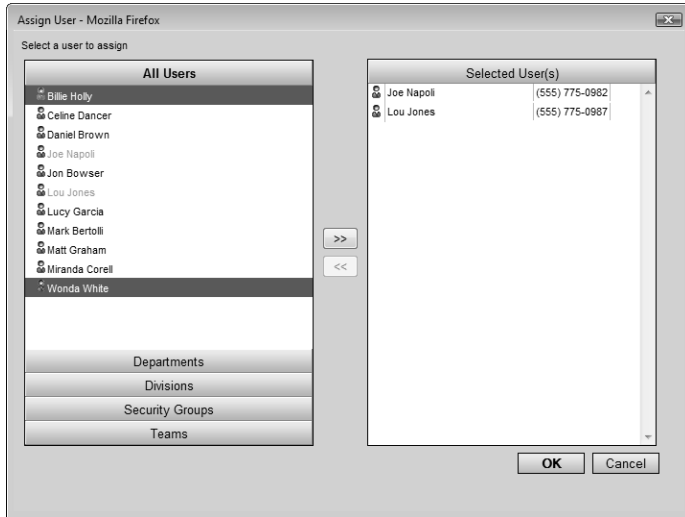 Assign User - Mozilla Firefox
Select a user to assign
All Users
Billie Holly
Celine Dancer
Daniel Brown
Joe Napoli
Jon Bowser
Lou Jones
Lucy Garcia
Mark Bertolli
Matt Graham
Miranda Corell
Wonda White
Departments
Divisions
Security Groups
Teams
>>
<<
Selected User(s)
Joe Napoli (555) 775-0982
Lou Jones (555) 775-0987
OK Cancel